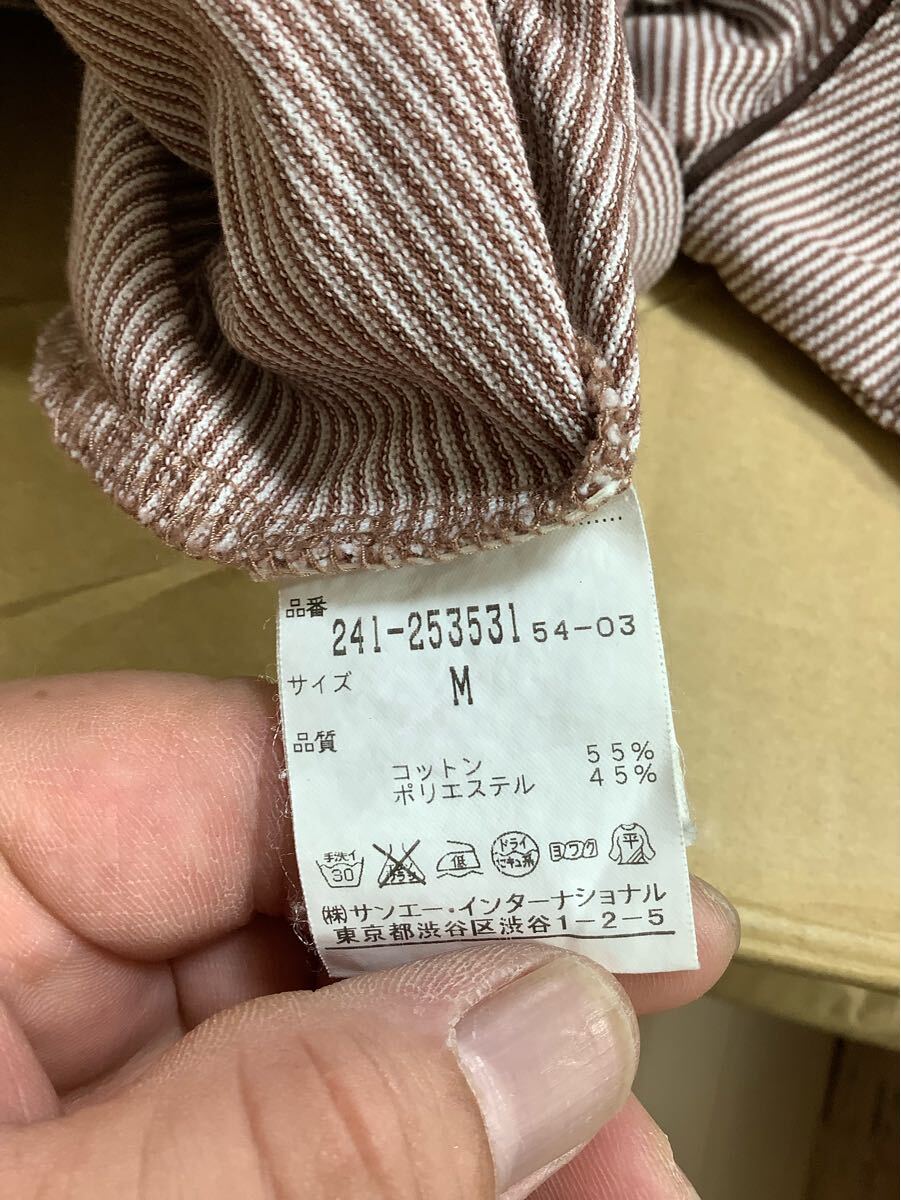 品番
241-253531 54-03
サイズ M
品質
コットン 55%
ポリエステル 45%
手洗イ 30 低 ドライ ヨワク 平
㈱サンエー・インターナショナル
東京都渋谷区渋谷1-2-5